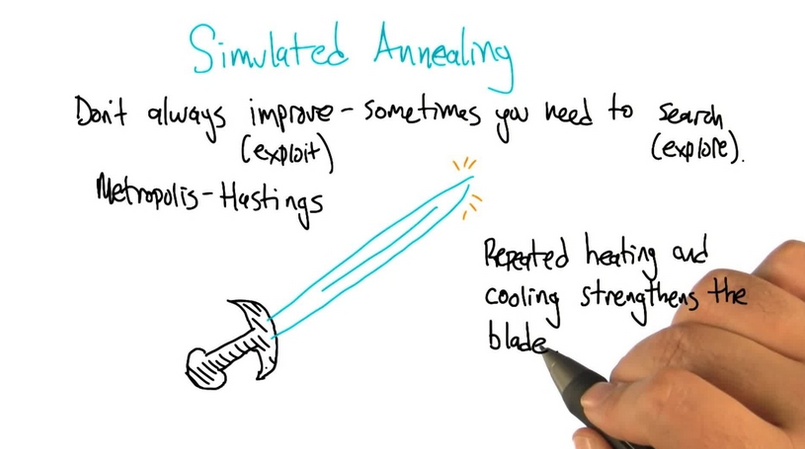 Simulated Annealing
Don't always improve - sometimes you need to search
(exploit)
(explore).
Metropolis-Hastings
Repeated heating and
cooling strengthens the
blade.